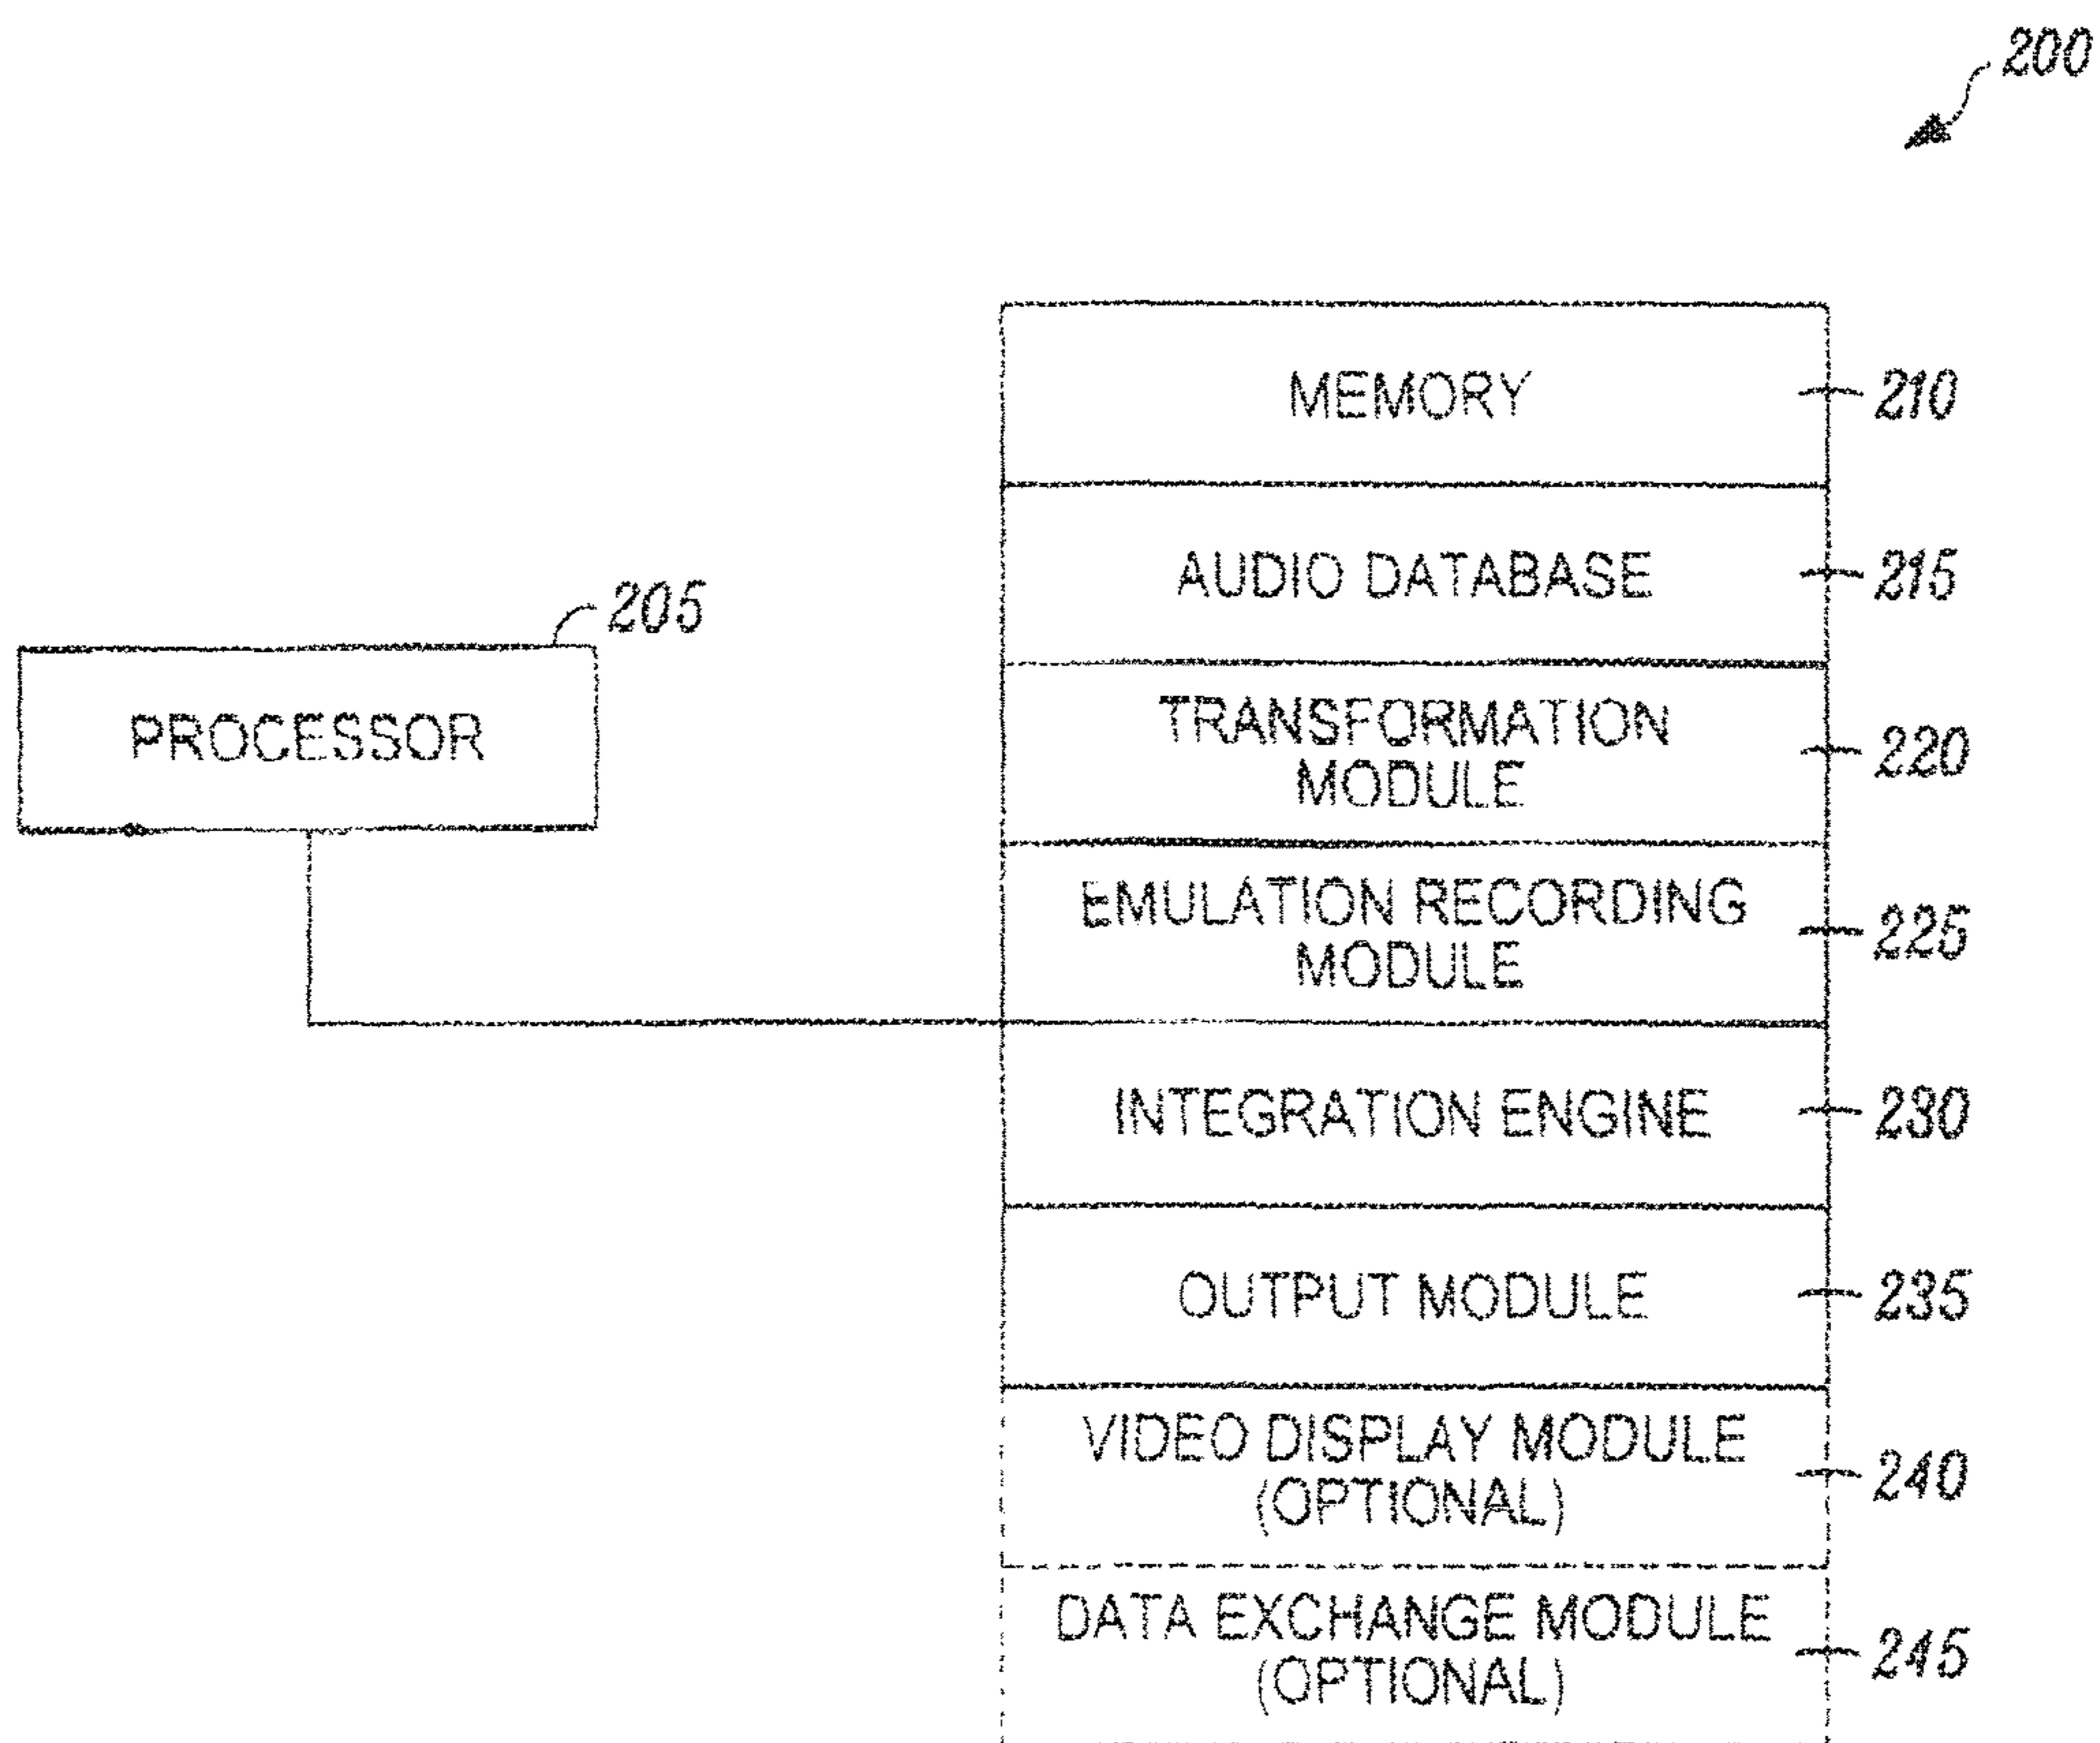 200
MEMORY
210
AUDIO DATABASE
215
205
PROCESSOR
TRANSFORMATION
MODULE
220
EMULATION RECORDING
MODULE
225
INTEGRATION ENGINE
230
OUTPUT MODULE
235
VIDEO DISPLAY MODULE
(OPTIONAL)
240
DATA EXCHANGE MODULE
(OPTIONAL)
245